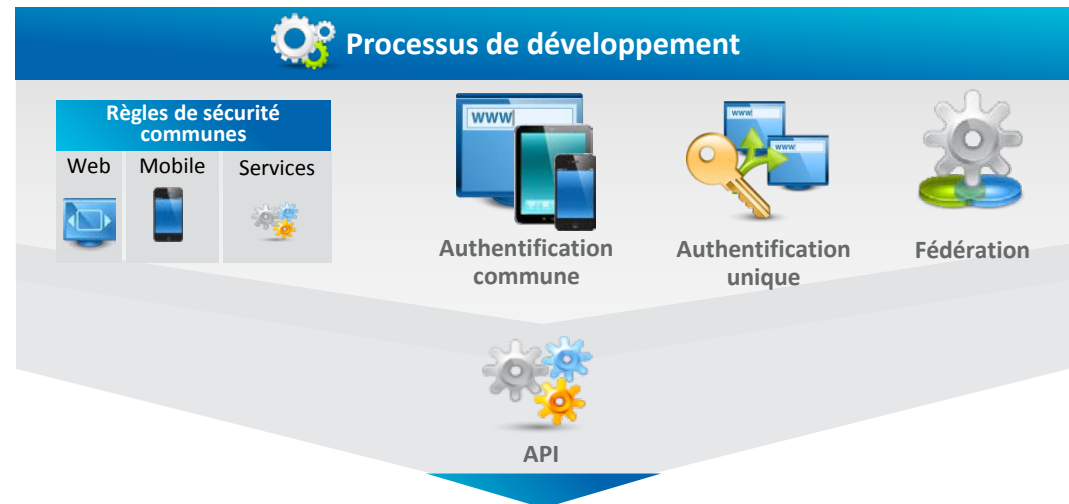 Processus de développement
Règles de sécurité
communes
Web Mobile Services
www
www
www
Authentification
commune
Authentification
unique
Fédération
API